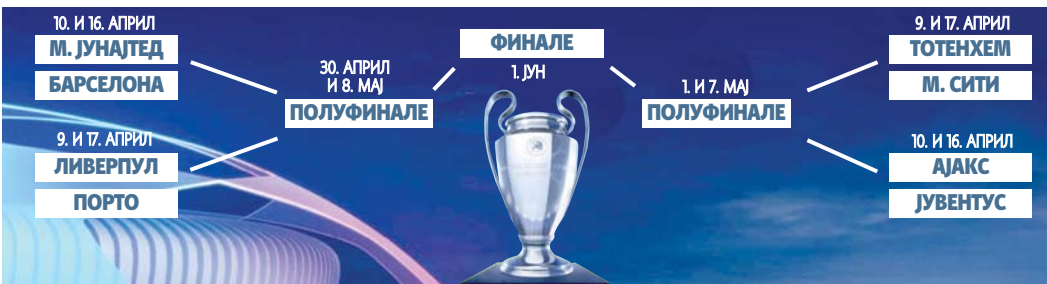 10. И 16. АПРИЛ
М. ЈУНАЈТЕД
БАРСЕЛОНА
9. И 17. АПРИЛ
ЛИВЕРПУЛ
ПОРТО
30. АПРИЛ
И 8. МАЈ
ПОЛУФИНАЛЕ
ФИНАЛЕ
1. ЈУН
1. И 7. МАЈ
ПОЛУФИНАЛЕ
9. И 17. АПРИЛ
ТОТЕНХЕМ
М. СИТИ
10. И 16. АПРИЛ
АЈАКС
ЈУВЕНТУС